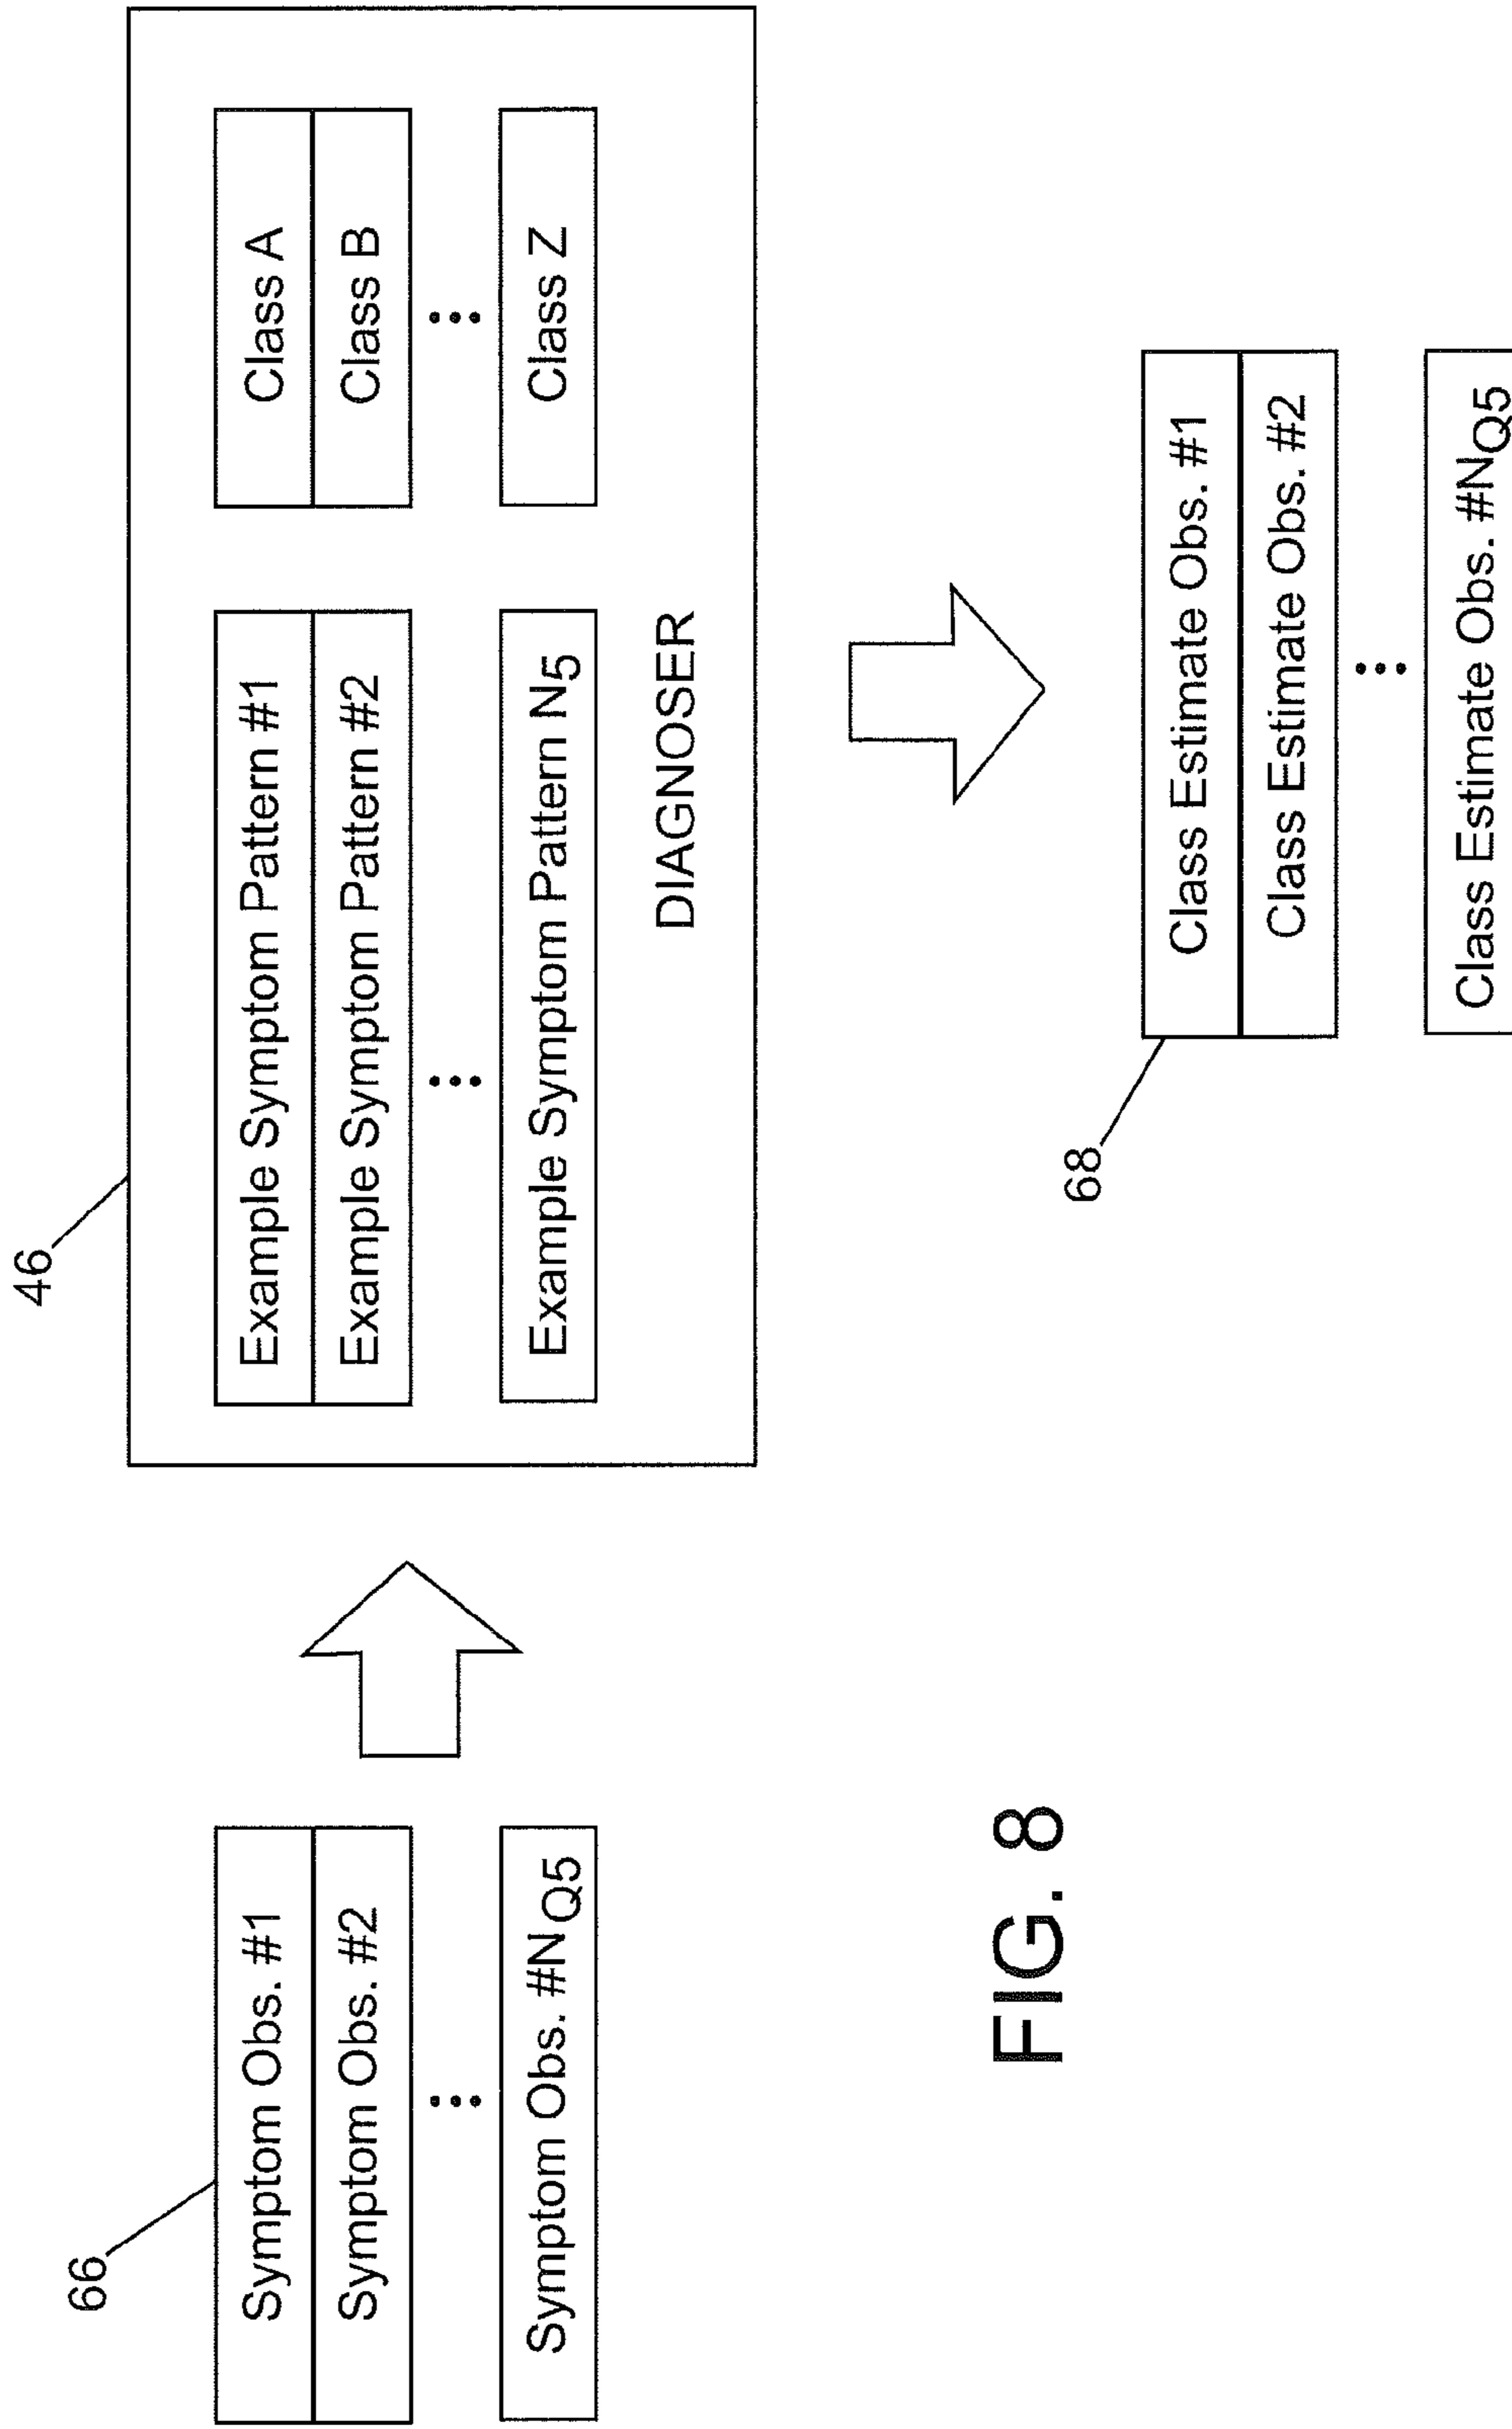 66
Symptom Obs. #1
Symptom Obs. #2
Symptom Obs. #NQ5
46
Example Symptom Pattern #1
Example Symptom Pattern #2
Example Symptom Pattern N5
Class A
Class B
Class Z
DIAGNOSER
68
Class Estimate Obs. #1
Class Estimate Obs. #2
Class Estimate Obs. #NQ5
FIG. 8